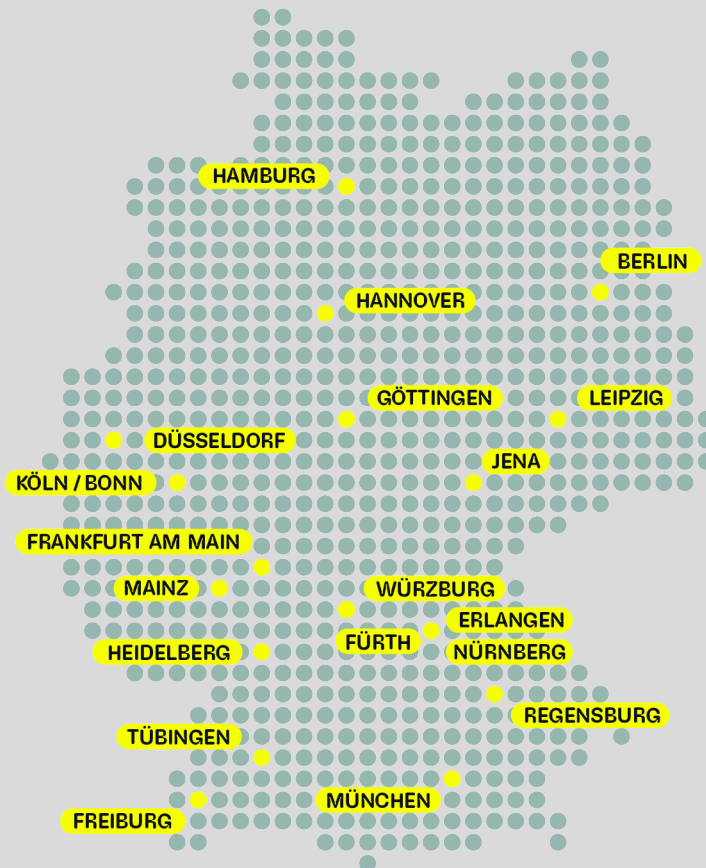 HAMBURG
BERLIN
HANNOVER
GÖTTINGEN
LEIPZIG
DÜSSELDORF
JENA
KÖLN / BONN
FRANKFURT AM MAIN
MAINZ
WÜRZBURG
ERLANGEN
FÜRTH
HEIDELBERG
NÜRNBERG
REGENSBURG
TÜBINGEN
MÜNCHEN
FREIBURG